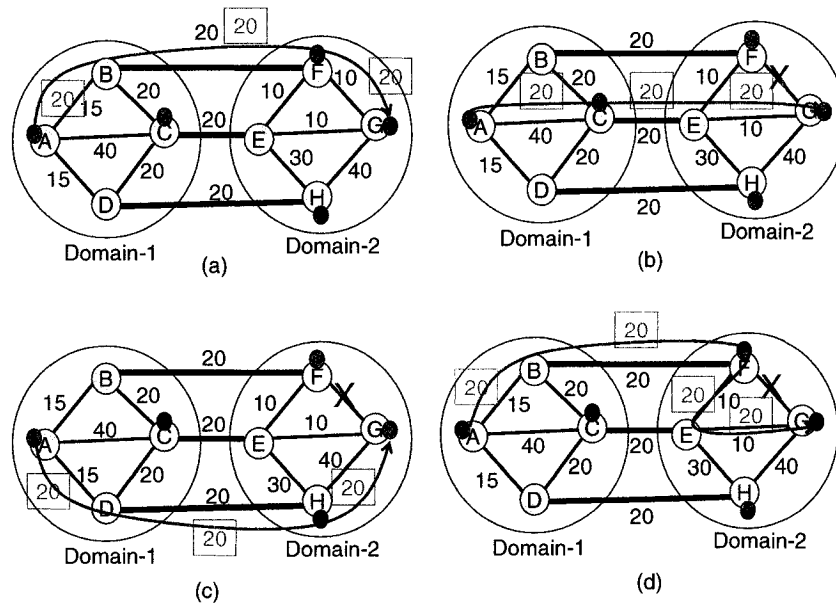 20 20
B F
20 15 20 10 10 20
A 40 C 20 E 10 G
15 20 30 40
D 20 H
Domain-1 Domain-2
(a)
20
B F
15 20 10
20 20 20
A 40 C 20 E 10 G
15 20 30 40
D 20 H
Domain-1 Domain-2
(b)
20
B F
15 20 10 X
A 40 C 20 E 10 G
15 20 30 40
20 D 20 H 20
20
Domain-1 Domain-2
(c)
20
B 20 F
20 15 20 20 10 X
20
A 40 C 20 E 10 G
15 20 30 40
D 20 H
Domain-1 Domain-2
(d)